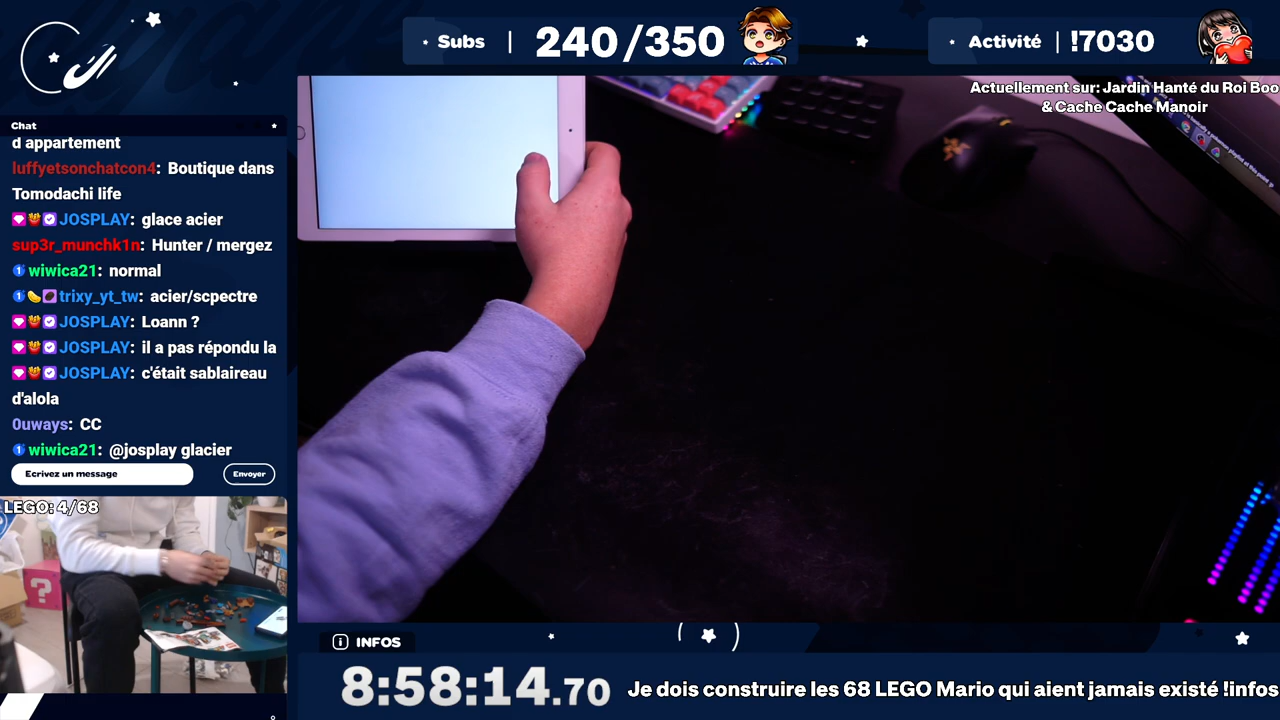 Subs | 240/350
Activité | !7030
Actuellement sur: Jardin Hanté du Roi Boo
& Cache Cache Manoir
Chat
d appartement
luffyetsonchatcon4: Boutique dans
Tomodachi life
JOSPLAY: glace acier
sup3r_munchk1n: Hunter / mergez
wiwica21: normal
trixy_yt_tw: acier/scpectre
JOSPLAY: Loann ?
JOSPLAY: il a pas répondu la
JOSPLAY: c'était sablaireau
d'alola
0uways: CC
wiwica21: @josplay glacier
Ecrivez un message
Envoyer
LEGO: 4/68
INFOS
8:58:14.70
Je dois construire les 68 LEGO Mario qui aient jamais existé !infos